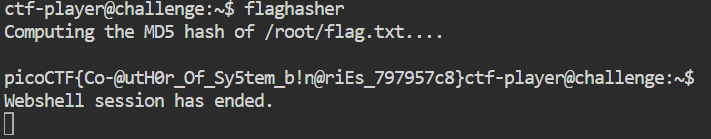 ctf-player@challenge:~$ flaghasher
Computing the MD5 hash of /root/flag.txt....
picoCTF{Co-@utH0r_Of_Sy5tem_b!n@riEs_797957c8}ctf-player@challenge:~$
Webshell session has ended.